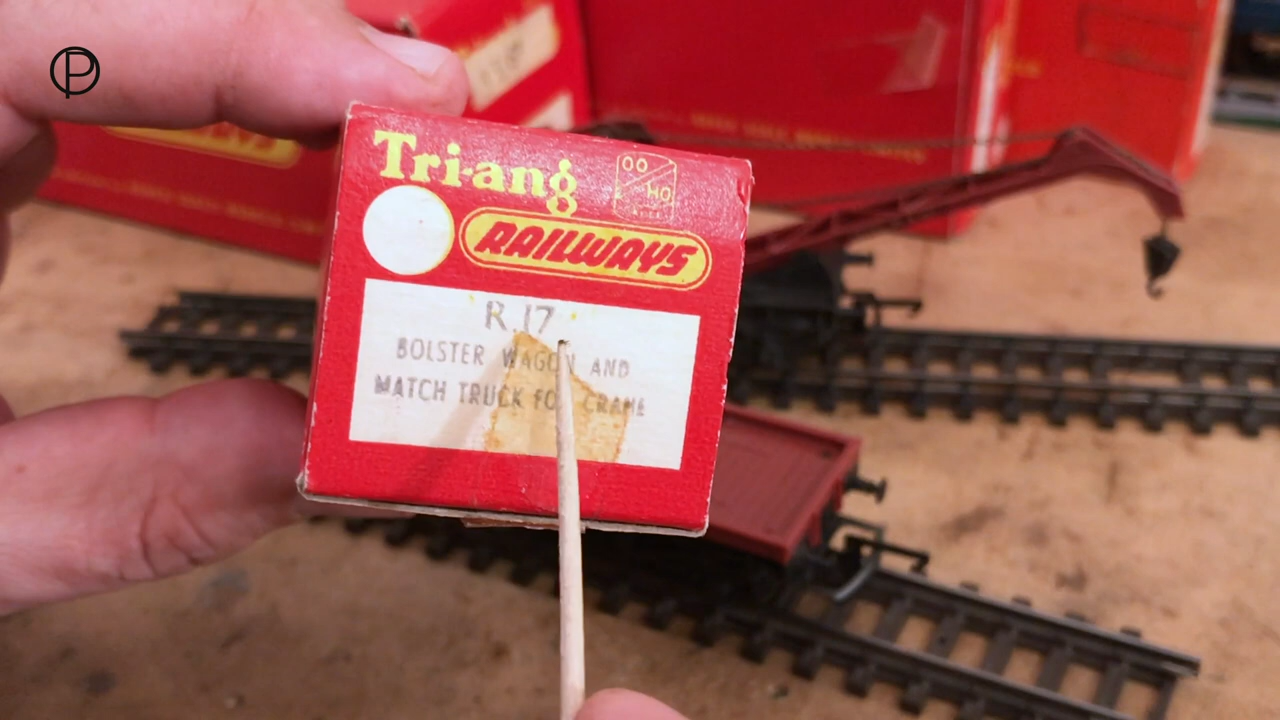 Tri-ang
OO
HO
RAILWAYS
R.17
BOLSTER WAGON AND
MATCH TRUCK FOR CRANE